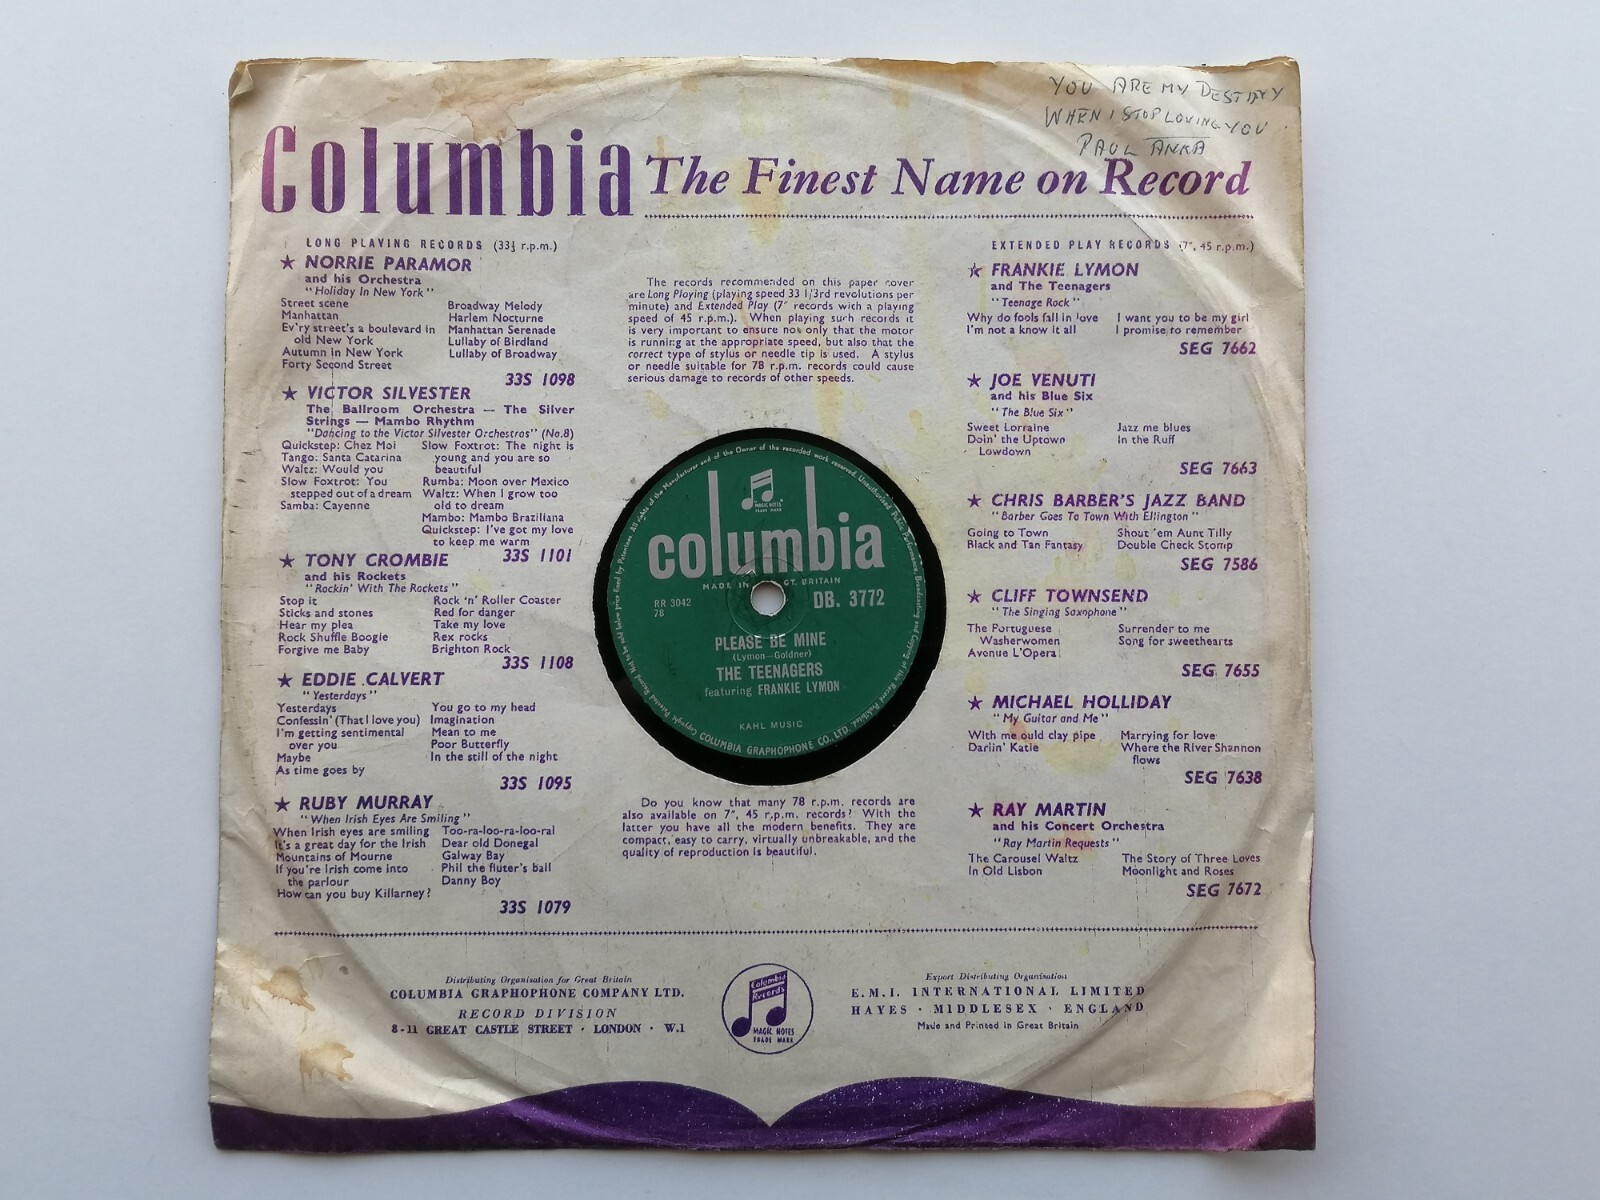 YOU ARE MY DESTINY
WHEN I STOP LOVING YOU
PAUL ANKA
Columbia The Finest Name on Record
LONG PLAYING RECORDS (33⅓ r.p.m.)
★ NORRIE PARAMOR
and his Orchestra
"Holiday In New York"
Street scene
Manhattan
Ev'ry street's a boulevard in
old New York
Autumn in New York
Forty Second Street
Broadway Melody
Harlem Nocturne
Manhattan Serenade
Lullaby of Birdland
Lullaby of Broadway
33S 1098
★ VICTOR SILVESTER
The Ballroom Orchestra — The Silver
Strings — Mambo Rhythm
"Dancing to the Victor Silvester Orchestras" (No.8)
Quickstep: Chez Moi
Tango: Santa Catarina
Waltz: Would you
Slow Foxtrot: You
stepped out of a dream
Samba: Cayenne
Slow Foxtrot: The night is
young and you are so
beautiful
Rumba: Moon over Mexico
Waltz: When I grow too
old to dream
Mambo: Mambo Braziliana
Quickstep: I've got my love
to keep me warm
33S 1101
★ TONY CROMBIE
and his Rockets
"Rockin' With The Rockets"
Stop it
Sticks and stones
Hear my plea
Rock Shuffle Boogie
Forgive me Baby
Rock 'n' Roller Coaster
Red for danger
Take my love
Rex rocks
Brighton Rock
33S 1108
★ EDDIE CALVERT
"Yesterdays"
Yesterdays
Confessin' (That I love you)
I'm getting sentimental
over you
Maybe
As time goes by
You go to my head
Imagination
Mean to me
Poor Butterfly
In the still of the night
33S 1095
★ RUBY MURRAY
"When Irish Eyes Are Smiling"
When Irish eyes are smiling
It's a great day for the Irish
Mountains of Mourne
If you're Irish come into
the parlour
How can you buy Killarney?
Too-ra-loo-ra-loo-ral
Dear old Donegal
Galway Bay
Phil the fluter's ball
Danny Boy
33S 1079
The records recommended on this paper cover
are Long Playing (playing speed 33 1/3rd revolutions per
minute) and Extended Play (7" records with a playing
speed of 45 r.p.m.). When playing such records it
is very important to ensure not only that the motor
is running at the appropriate speed, but also that the
correct type of stylus or needle tip is used. A stylus
or needle suitable for 78 r.p.m. records could cause
serious damage to records of other speeds.
All rights of the Manufacturer and of the Owner of the recorded work reserved. Unauthorised Public Performance, Broadcasting and Copying of this Record Prohibited.
MAGIC NOTES
TRADE MARK
columbia
MADE IN GT. BRITAIN
RR 3042
78
DB. 3772
PLEASE BE MINE
(Lymon—Goldner)
THE TEENAGERS
featuring FRANKIE LYMON
KAHL MUSIC
COLUMBIA GRAPHOPHONE CO., LTD.
Do you know that many 78 r.p.m. records are
also available on 7", 45 r.p.m. records? With the
latter you have all the modern benefits. They are
compact, easy to carry, virtually unbreakable, and the
quality of reproduction is beautiful.
EXTENDED PLAY RECORDS (7", 45 r.p.m.)
★ FRANKIE LYMON
and The Teenagers
"Teenage Rock"
Why do fools fall in love
I'm not a know it all
I want you to be my girl
I promise to remember
SEG 7662
★ JOE VENUTI
and his Blue Six
"The Blue Six"
Sweet Lorraine
Doin' the Uptown
Lowdown
Jazz me blues
In the Ruff
SEG 7663
★ CHRIS BARBER'S JAZZ BAND
"Barber Goes To Town With Ellington"
Going to Town
Black and Tan Fantasy
Shout 'em Aunt Tilly
Double Check Stomp
SEG 7586
★ CLIFF TOWNSEND
"The Singing Saxophone"
The Portuguese
Washerwomen
Avenue L'Opera
Surrender to me
Song for sweethearts
SEG 7655
★ MICHAEL HOLLIDAY
"My Guitar and Me"
With me ould clay pipe
Darlin' Katie
Marrying for love
Where the River Shannon
flows
SEG 7638
★ RAY MARTIN
and his Concert Orchestra
"Ray Martin Requests"
The Carousel Waltz
In Old Lisbon
The Story of Three Loves
Moonlight and Roses
SEG 7672
Distributing Organisation for Great Britain
COLUMBIA GRAPHOPHONE COMPANY LTD.
RECORD DIVISION
8-11 GREAT CASTLE STREET · LONDON · W.1
Columbia
Records
MAGIC NOTES
TRADE MARK
Export Distributing Organisation
E.M.I. INTERNATIONAL LIMITED
HAYES · MIDDLESEX · ENGLAND
Made and Printed in Great Britain